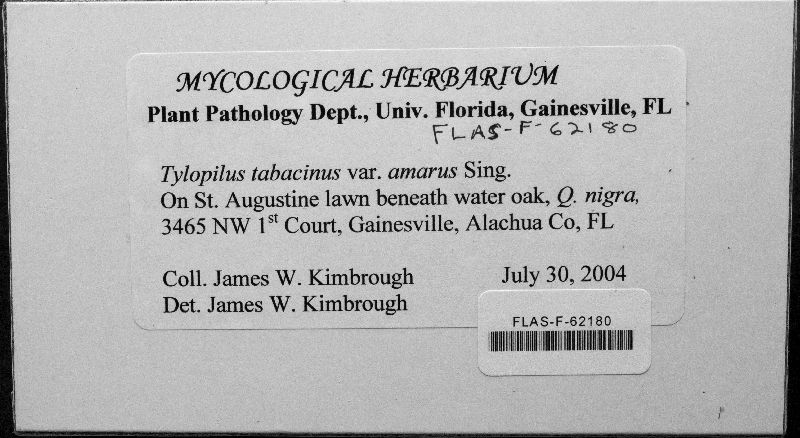 MYCOLOGICAL HERBARIUM
Plant Pathology Dept., Univ. Florida, Gainesville, FL
FLAS-F-62180
Tylopilus tabacinus var. amarus Sing.
On St. Augustine lawn beneath water oak, Q. nigra,
3465 NW 1st Court, Gainesville, Alachua Co, FL
Coll. James W. Kimbrough July 30, 2004
Det. James W. Kimbrough
FLAS-F-62180